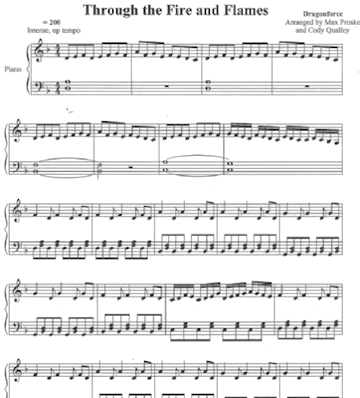 Through the Fire and Flames
= 200
Intense, up tempo
Dragonforce
Arranged by Max Proske
and Cody Qualley
Piano